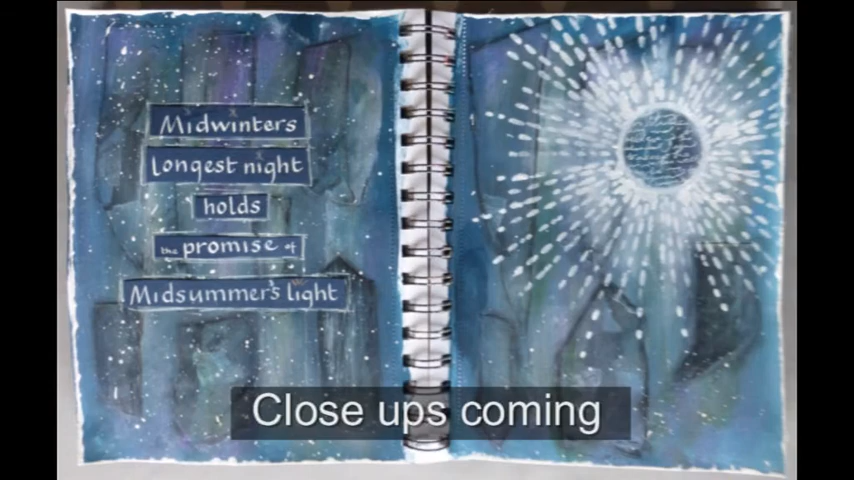 Midwinters
longest night
holds
the promise of
Midsummer's light
Close ups coming